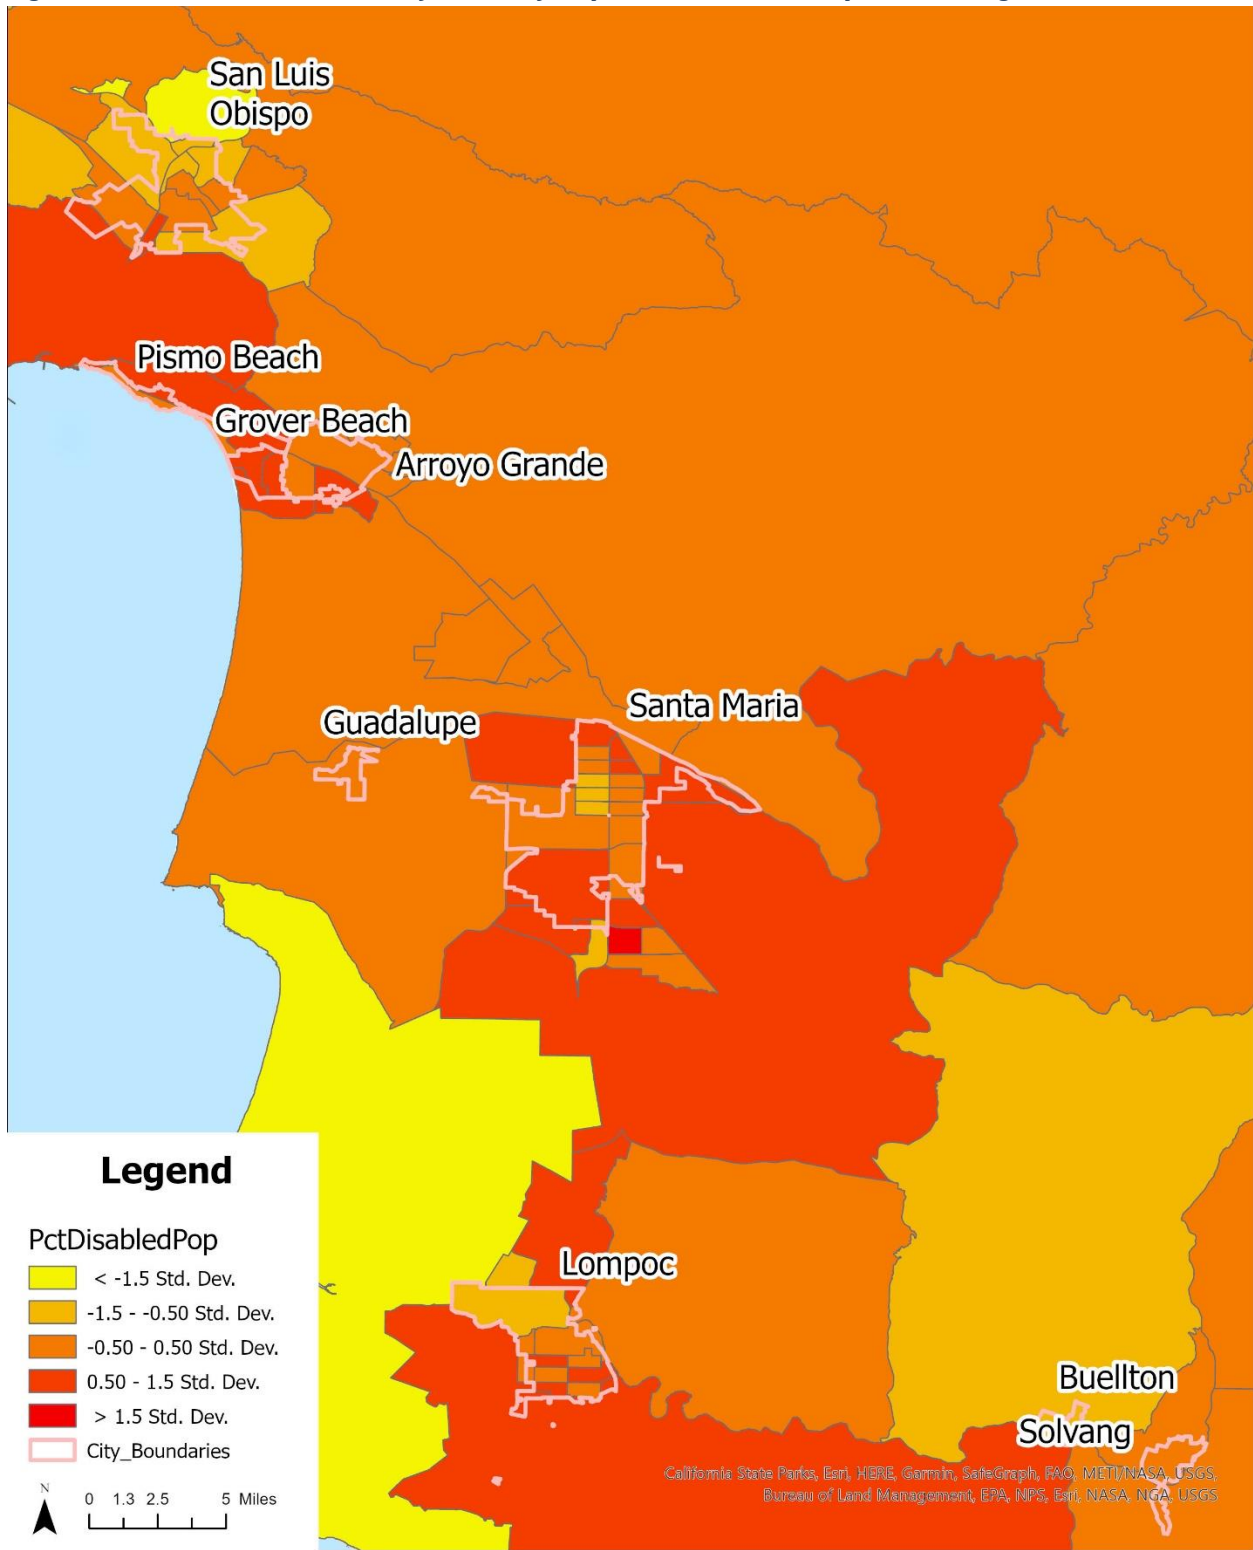 San Luis
Obispo
Pismo Beach
Grover Beach
Arroyo Grande
Santa Maria
Guadalupe
Lompoc
Buellton
Solvang
Legend
PctDisabledPop
< -1.5 Std. Dev.
-1.5 - -0.50 Std. Dev.
-0.50 - 0.50 Std. Dev.
0.50 - 1.5 Std. Dev.
> 1.5 Std. Dev.
City_Boundaries
N
0 1.3 2.5 5 Miles
California State Parks, Esri, HERE, Garmin, SafeGraph, FAO, METI/NASA, USGS,
Bureau of Land Management, EPA, NPS, Esri, NASA, NGA, USGS